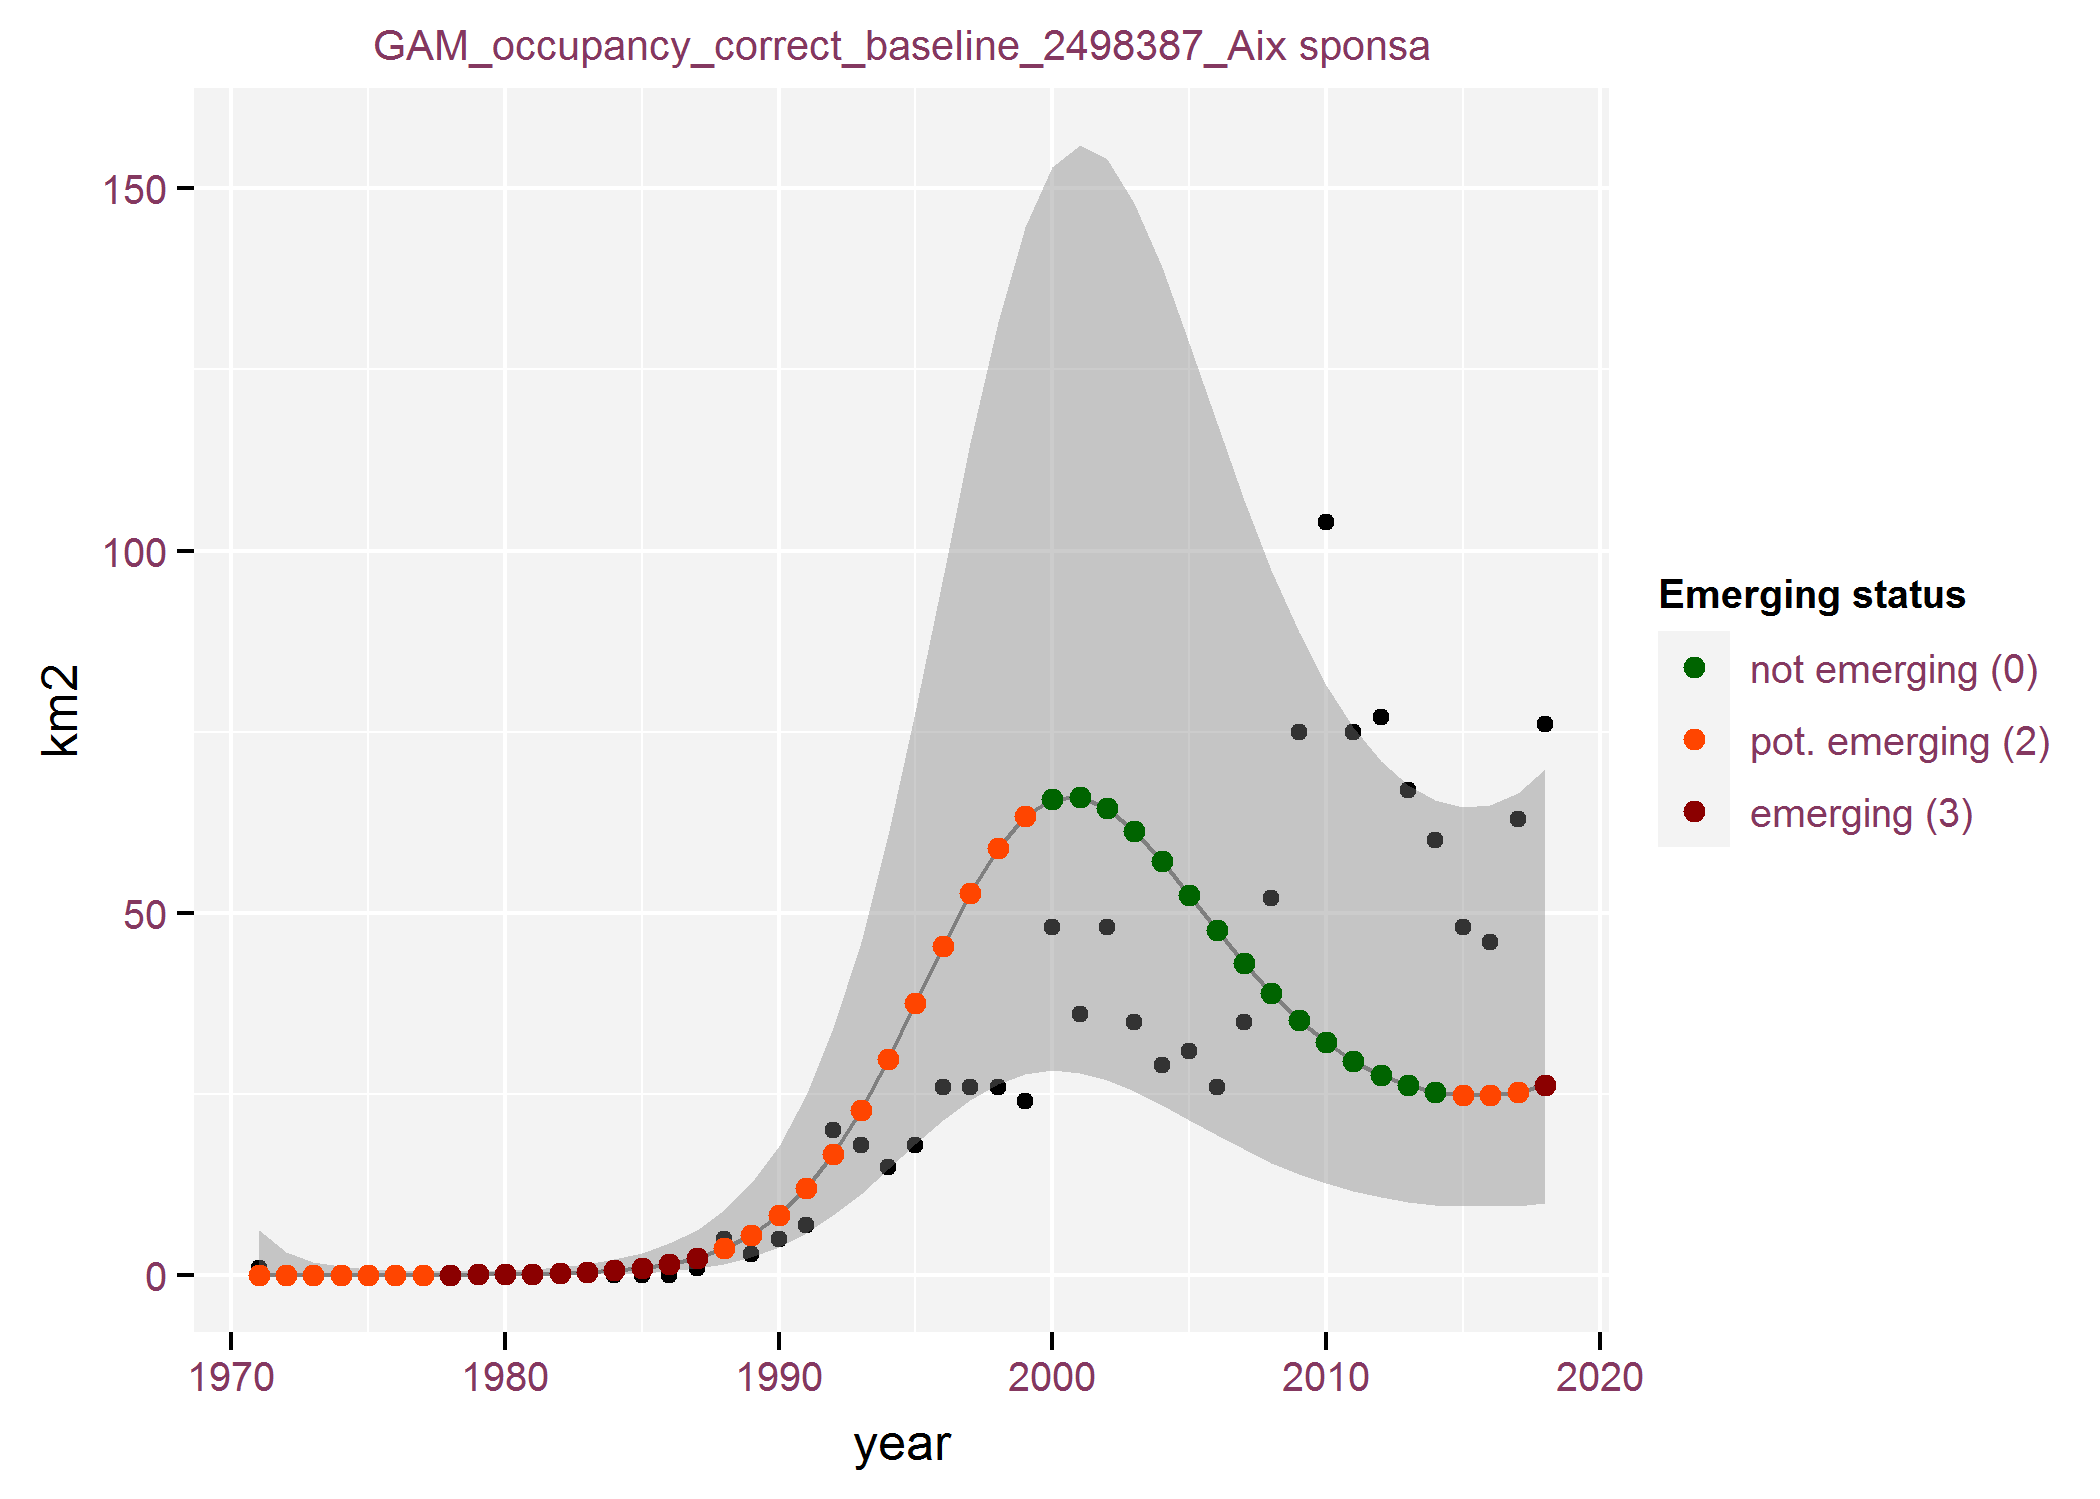 GAM_occupancy_correct_baseline_2498387_Aix sponsa
150
100
50
0
km2
1970 1980 1990 2000 2010 2020
year
Emerging status
not emerging (0)
pot. emerging (2)
emerging (3)